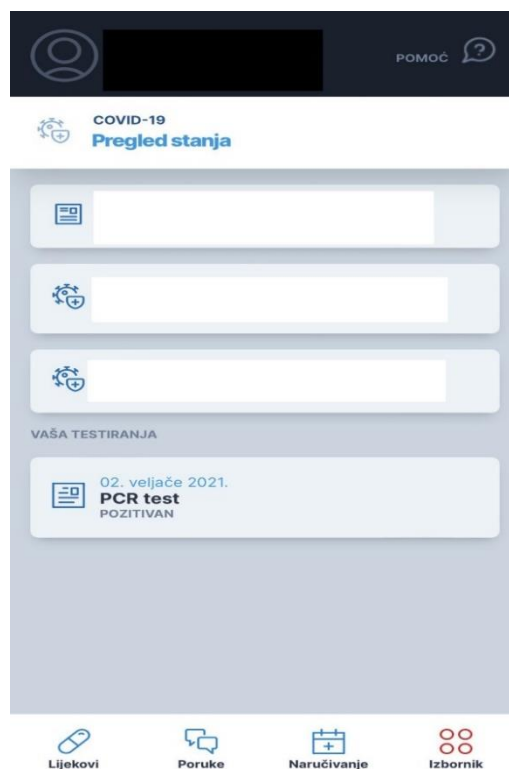 POMOĆ
COVID-19
Pregled stanja
VAŠA TESTIRANJA
02. veljače 2021.
PCR test
POZITIVAN
Lijekovi Poruke Naručivanje Izbornik